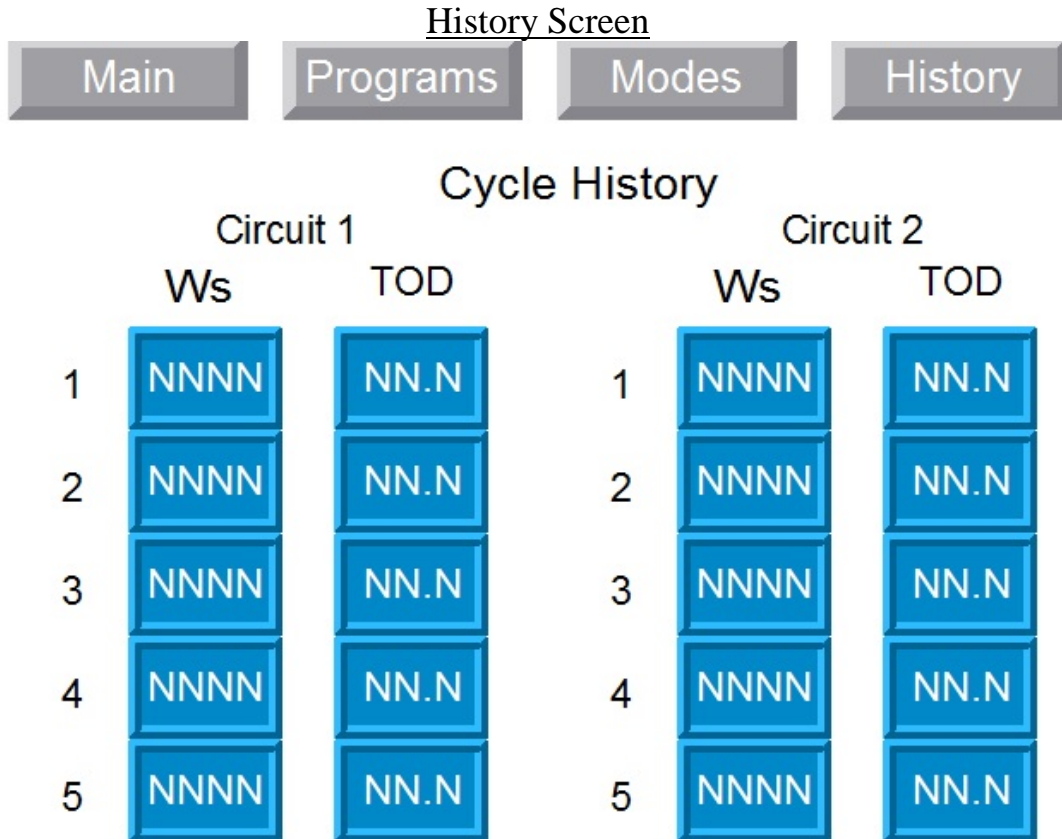 History Screen
Main Programs Modes History
Cycle History
Circuit 1 Circuit 2
Ws TOD Ws TOD
1 NNNN NN.N 1 NNNN NN.N
2 NNNN NN.N 2 NNNN NN.N
3 NNNN NN.N 3 NNNN NN.N
4 NNNN NN.N 4 NNNN NN.N
5 NNNN NN.N 5 NNNN NN.N